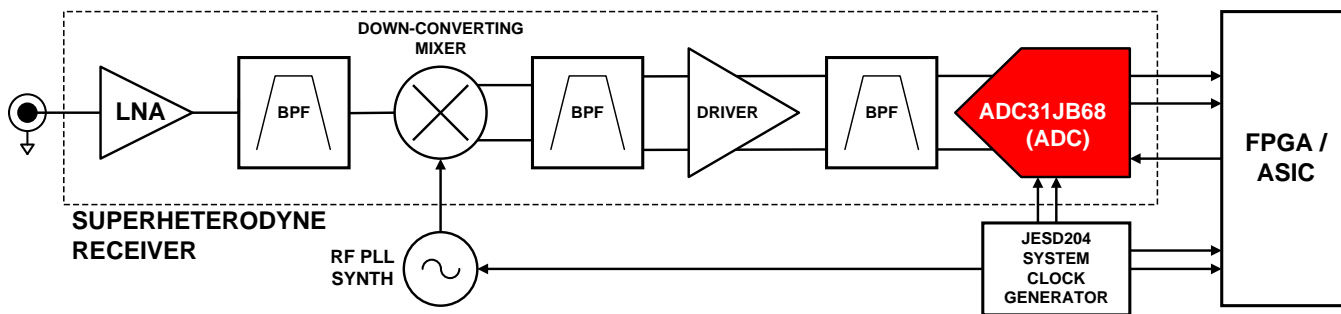 DOWN-CONVERTING
MIXER
LNA
BPF
BPF
DRIVER
BPF
ADC31JB68
(ADC)
FPGA /
ASIC
SUPERHETERODYNE
RECEIVER
RF PLL
SYNTH
JESD204
SYSTEM
CLOCK
GENERATOR